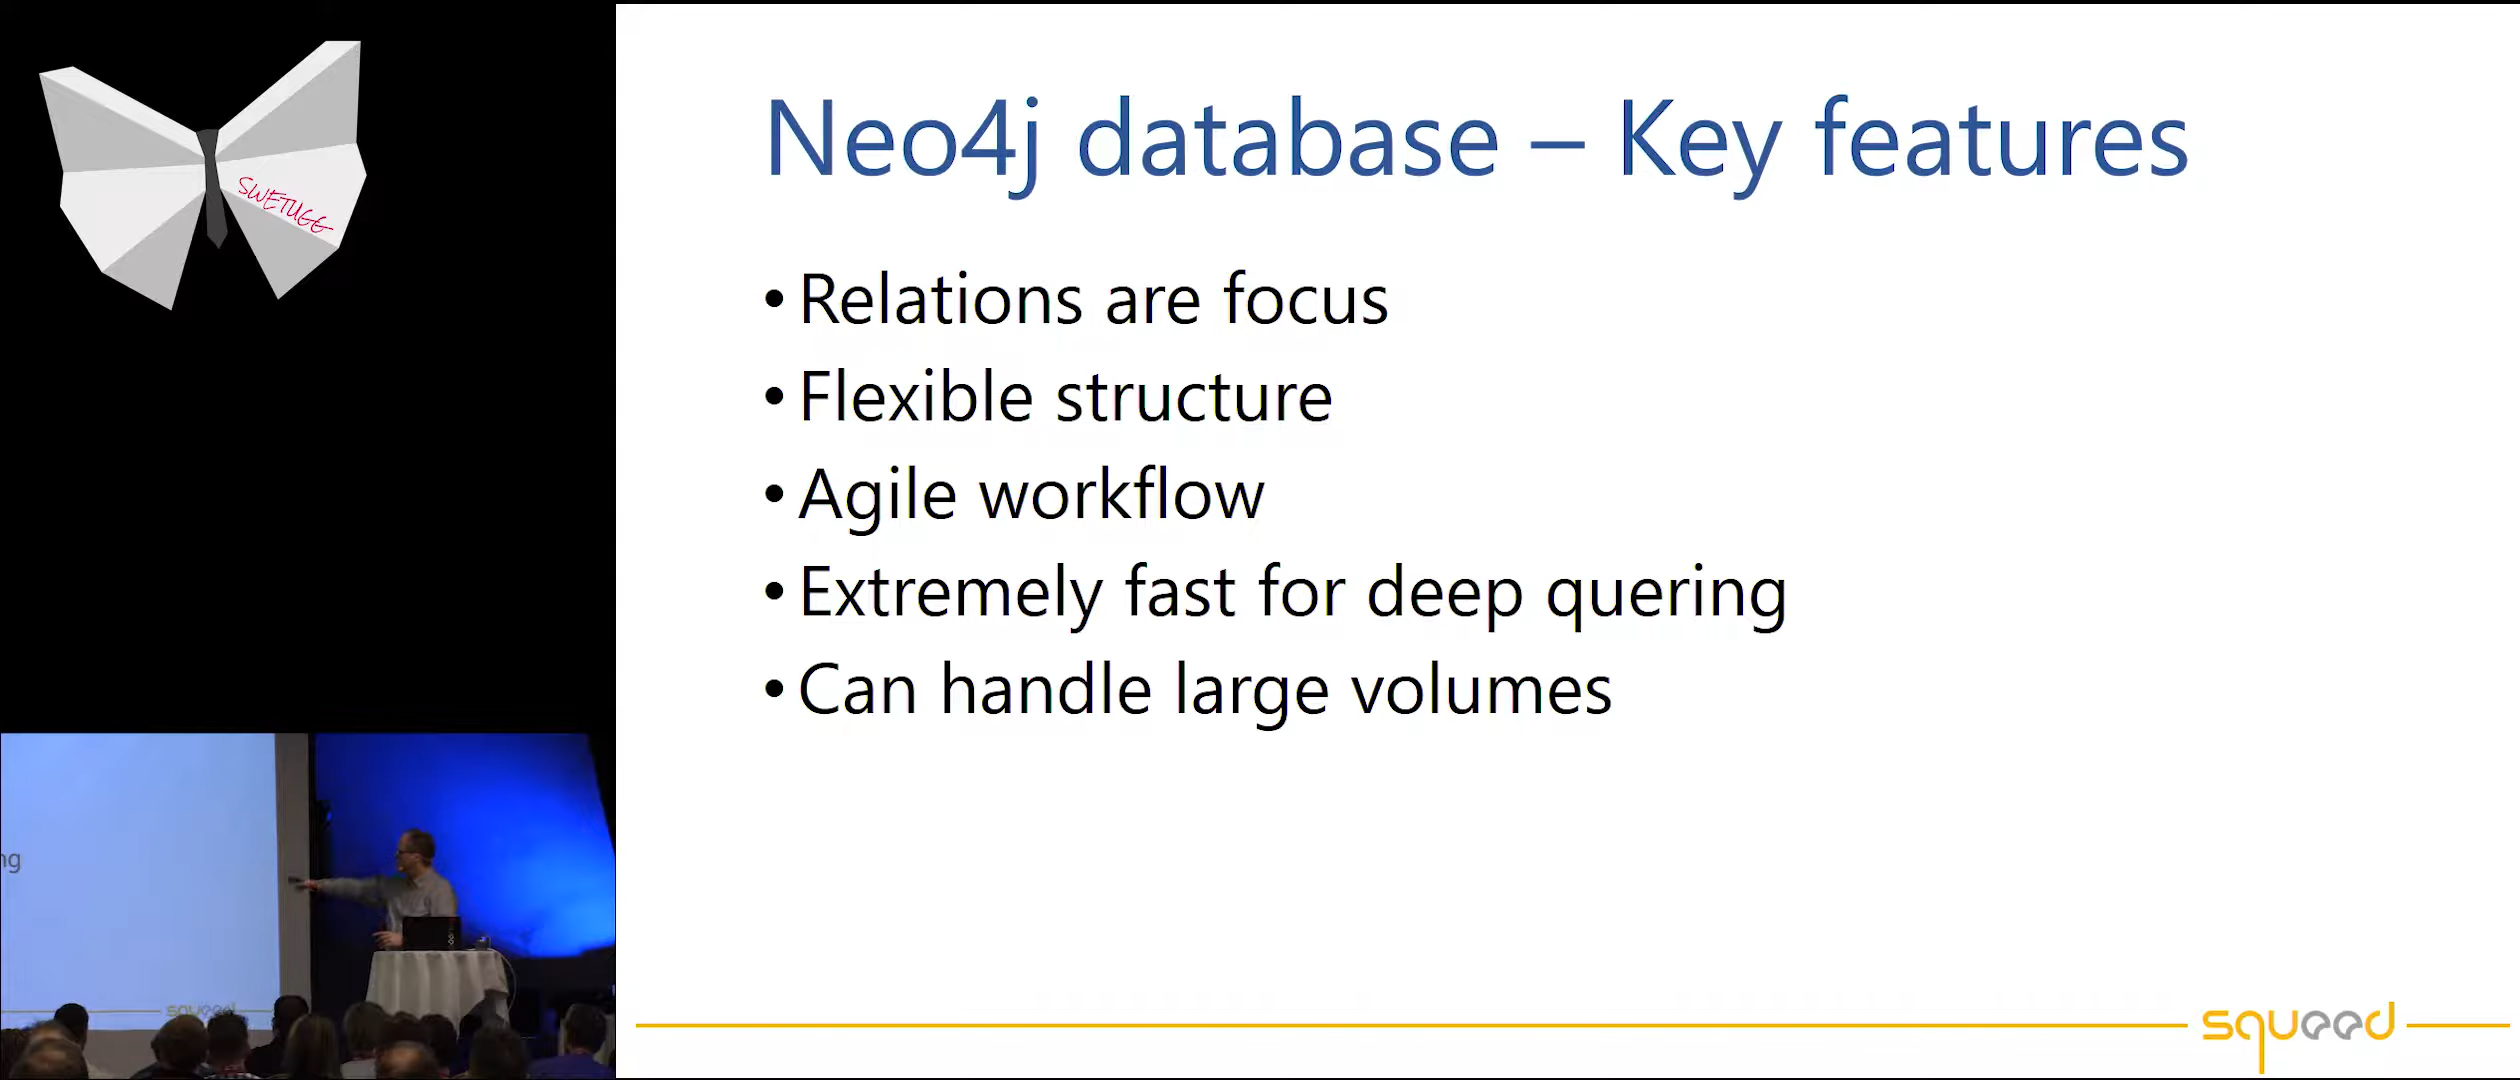 SWETUGG
Neo4j database – Key features
• Relations are focus
• Flexible structure
• Agile workflow
• Extremely fast for deep quering
• Can handle large volumes
ng
squeed
squeed